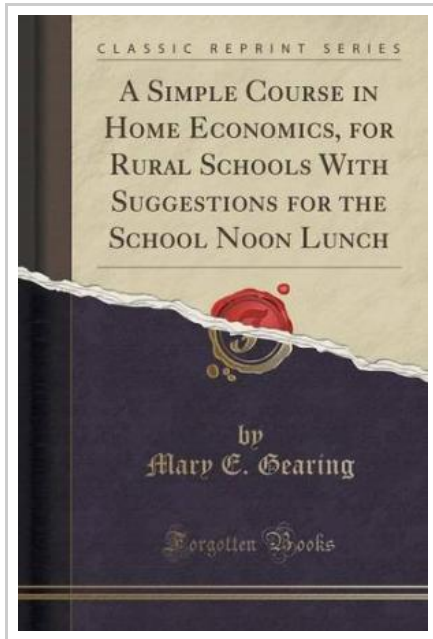 CLASSIC REPRINT SERIES
A SIMPLE COURSE IN
HOME ECONOMICS, FOR
RURAL SCHOOLS WITH
SUGGESTIONS FOR THE
SCHOOL NOON LUNCH
by
Mary E. Gearing
Forgotten Books